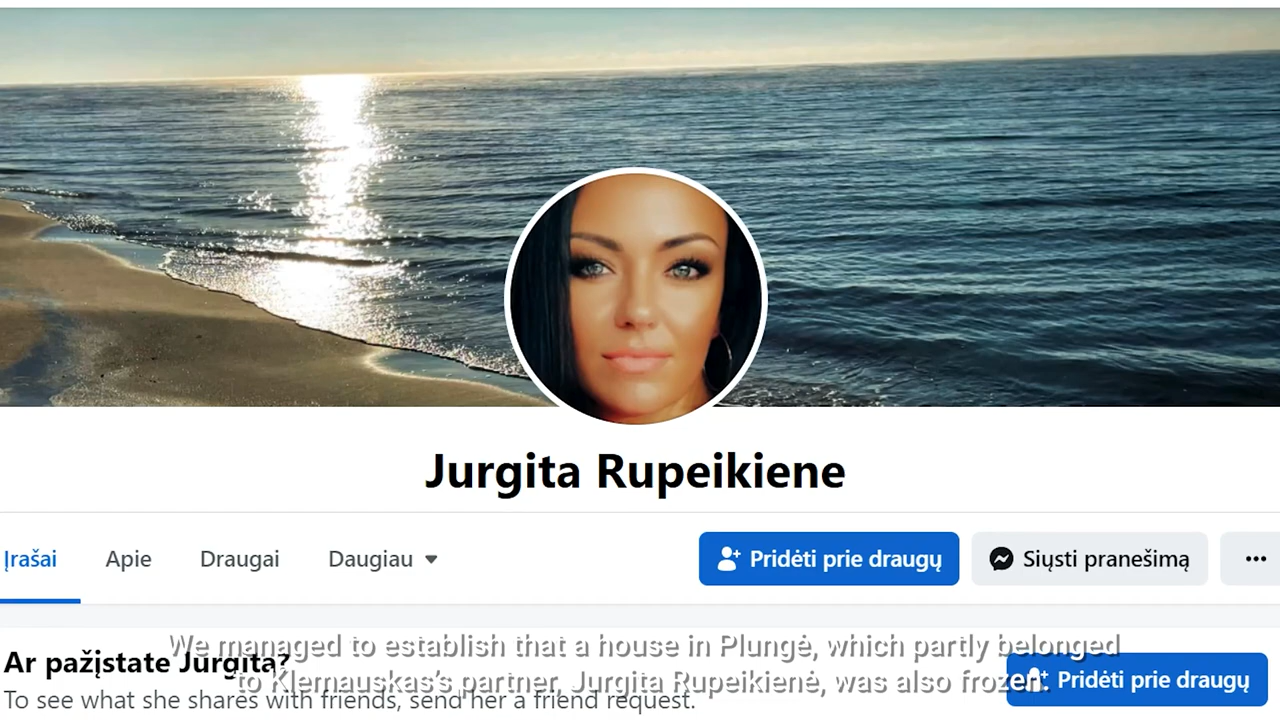 Jurgita Rupeikiene
Įrašai
Apie
Draugai
Daugiau
Pridėti prie draugų
Siųsti pranešimą
We managed to establish that a house in Plungė, which partly belonged
Ar pažįstate Jurgita?
to Klemauskas's partner, Jurgita Rupeikienė, was also frozen.
Pridėti prie draugų
To see what she shares with friends, send her a friend request.